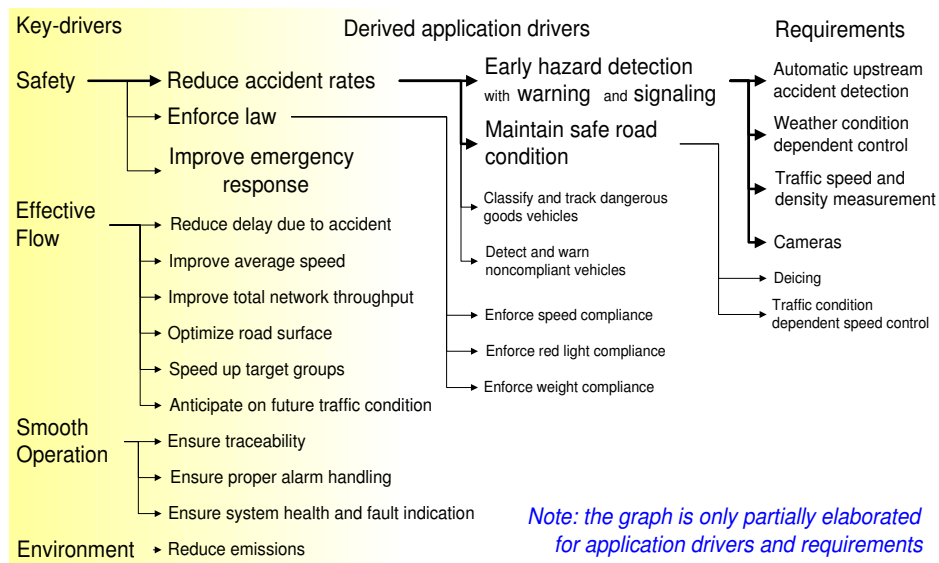 Key-drivers
Derived application drivers
Requirements
Safety
Reduce accident rates
Enforce law
Improve emergency
response
Effective
Flow
Reduce delay due to accident
Improve average speed
Improve total network throughput
Optimize road surface
Speed up target groups
Anticipate on future traffic condition
Smooth
Operation
Ensure traceability
Ensure proper alarm handling
Ensure system health and fault indication
Environment
Reduce emissions
Early hazard detection
with warning and signaling
Maintain safe road
condition
Classify and track dangerous
goods vehicles
Detect and warn
noncompliant vehicles
Enforce speed compliance
Enforce red light compliance
Enforce weight compliance
Automatic upstream
accident detection
Weather condition
dependent control
Traffic speed and
density measurement
Cameras
Deicing
Traffic condition
dependent speed control
Note: the graph is only partially elaborated
for application drivers and requirements